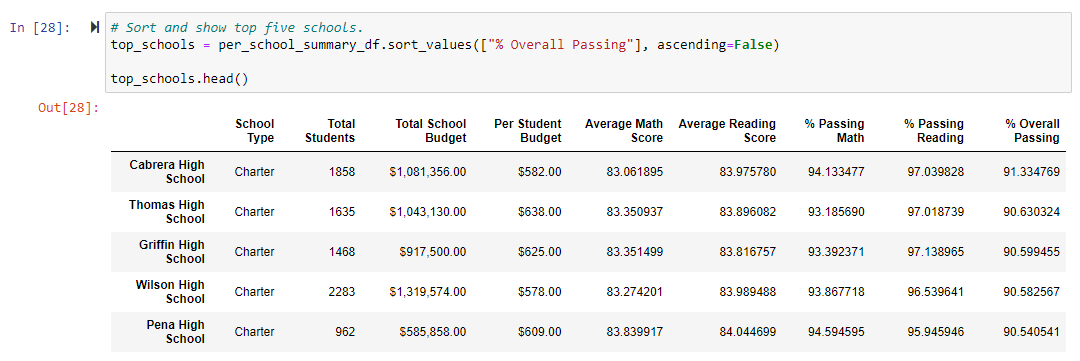 In [28]: # Sort and show top five schools.
top_schools = per_school_summary_df.sort_values(["% Overall Passing"], ascending=False)
top_schools.head()
Out[28]:
School Type Total Students Total School Budget Per Student Budget Average Math Score Average Reading Score % Passing Math % Passing Reading % Overall Passing
Cabrera High School Charter 1858 $1,081,356.00 $582.00 83.061895 83.975780 94.133477 97.039828 91.334769
Thomas High School Charter 1635 $1,043,130.00 $638.00 83.350937 83.896082 93.185690 97.018739 90.630324
Griffin High School Charter 1468 $917,500.00 $625.00 83.351499 83.816757 93.392371 97.138965 90.599455
Wilson High School Charter 2283 $1,319,574.00 $578.00 83.274201 83.989488 93.867718 96.539641 90.582567
Pena High School Charter 962 $585,858.00 $609.00 83.839917 84.044699 94.594595 95.945946 90.540541